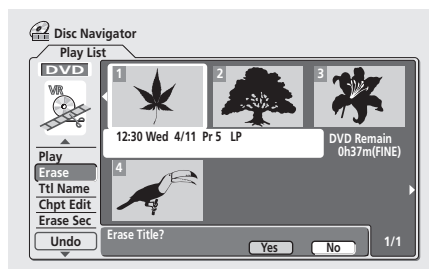 Disc Navigator
Play List
DVD
VR
1
2
3
12:30 Wed 4/11 Pr 5 LP
DVD Remain
0h37m(FINE)
4
Play
Erase
Ttl Name
Chpt Edit
Erase Sec
Undo
Erase Title?
Yes
No
1/1